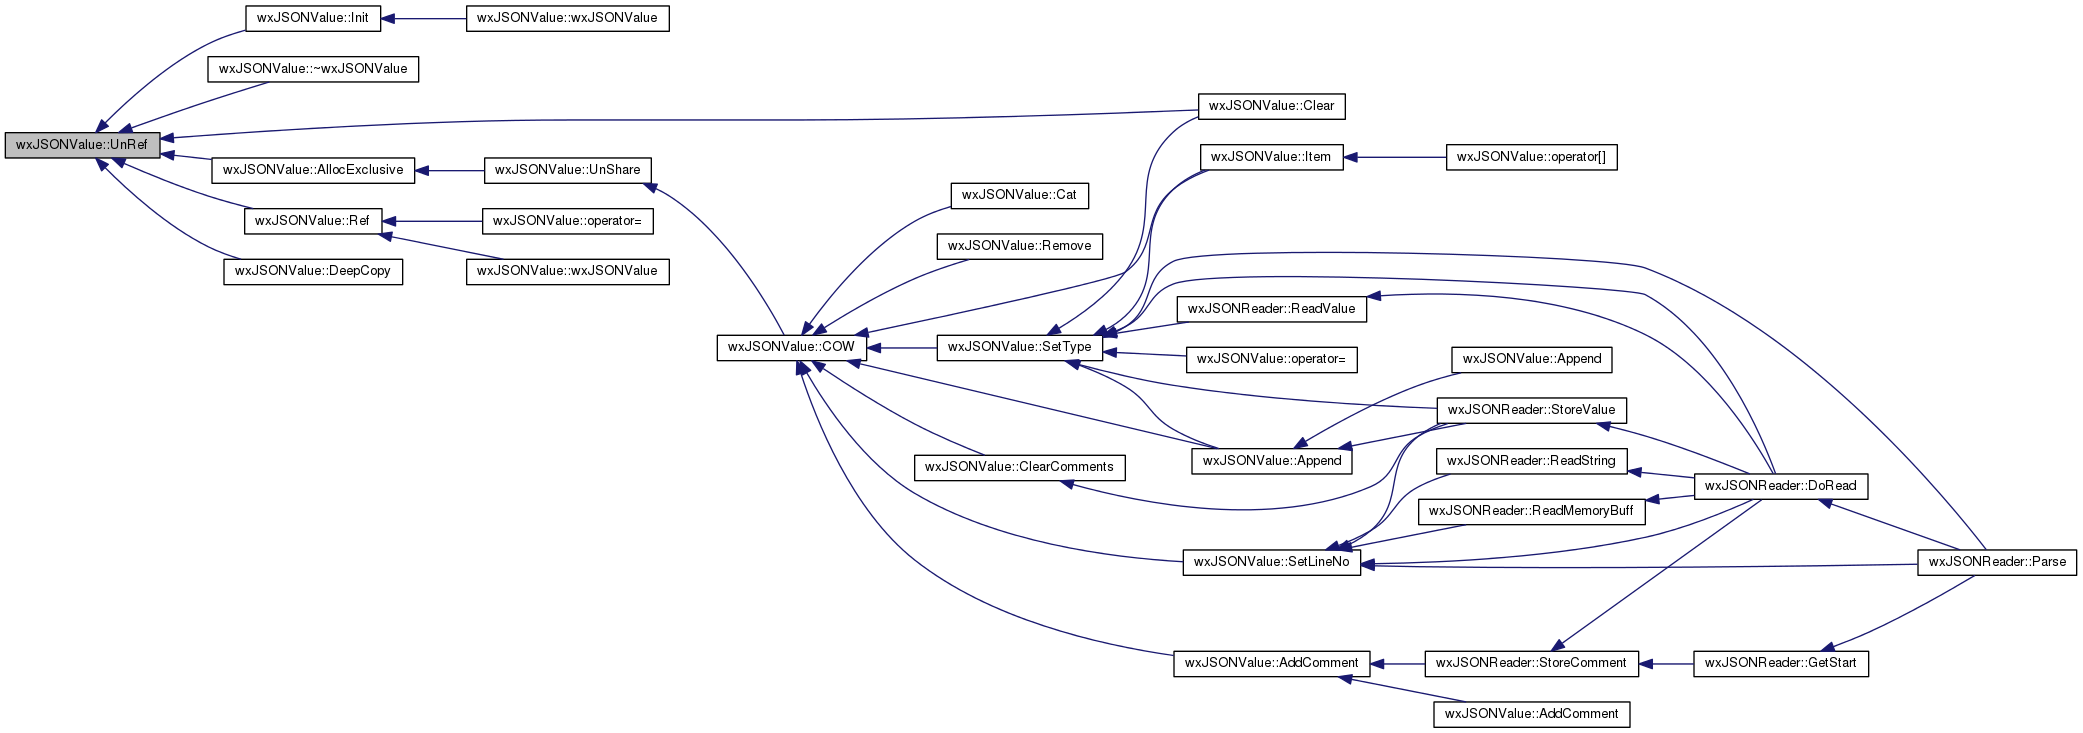 wxJSONValue::Init
wxJSONValue::wxJSONValue
wxJSONValue::~wxJSONValue
wxJSONValue::Clear
wxJSONValue::UnRef
wxJSONValue::Item
wxJSONValue::operator[]
wxJSONValue::AllocExclusive
wxJSONValue::UnShare
wxJSONValue::Cat
wxJSONValue::Ref
wxJSONValue::operator=
wxJSONValue::Remove
wxJSONValue::DeepCopy
wxJSONValue::wxJSONValue
wxJSONReader::ReadValue
wxJSONValue::COW
wxJSONValue::SetType
wxJSONValue::operator=
wxJSONValue::Append
wxJSONReader::StoreValue
wxJSONValue::Append
wxJSONReader::ReadString
wxJSONValue::ClearComments
wxJSONReader::DoRead
wxJSONReader::ReadMemoryBuff
wxJSONValue::SetLineNo
wxJSONReader::Parse
wxJSONValue::AddComment
wxJSONReader::StoreComment
wxJSONReader::GetStart
wxJSONValue::AddComment